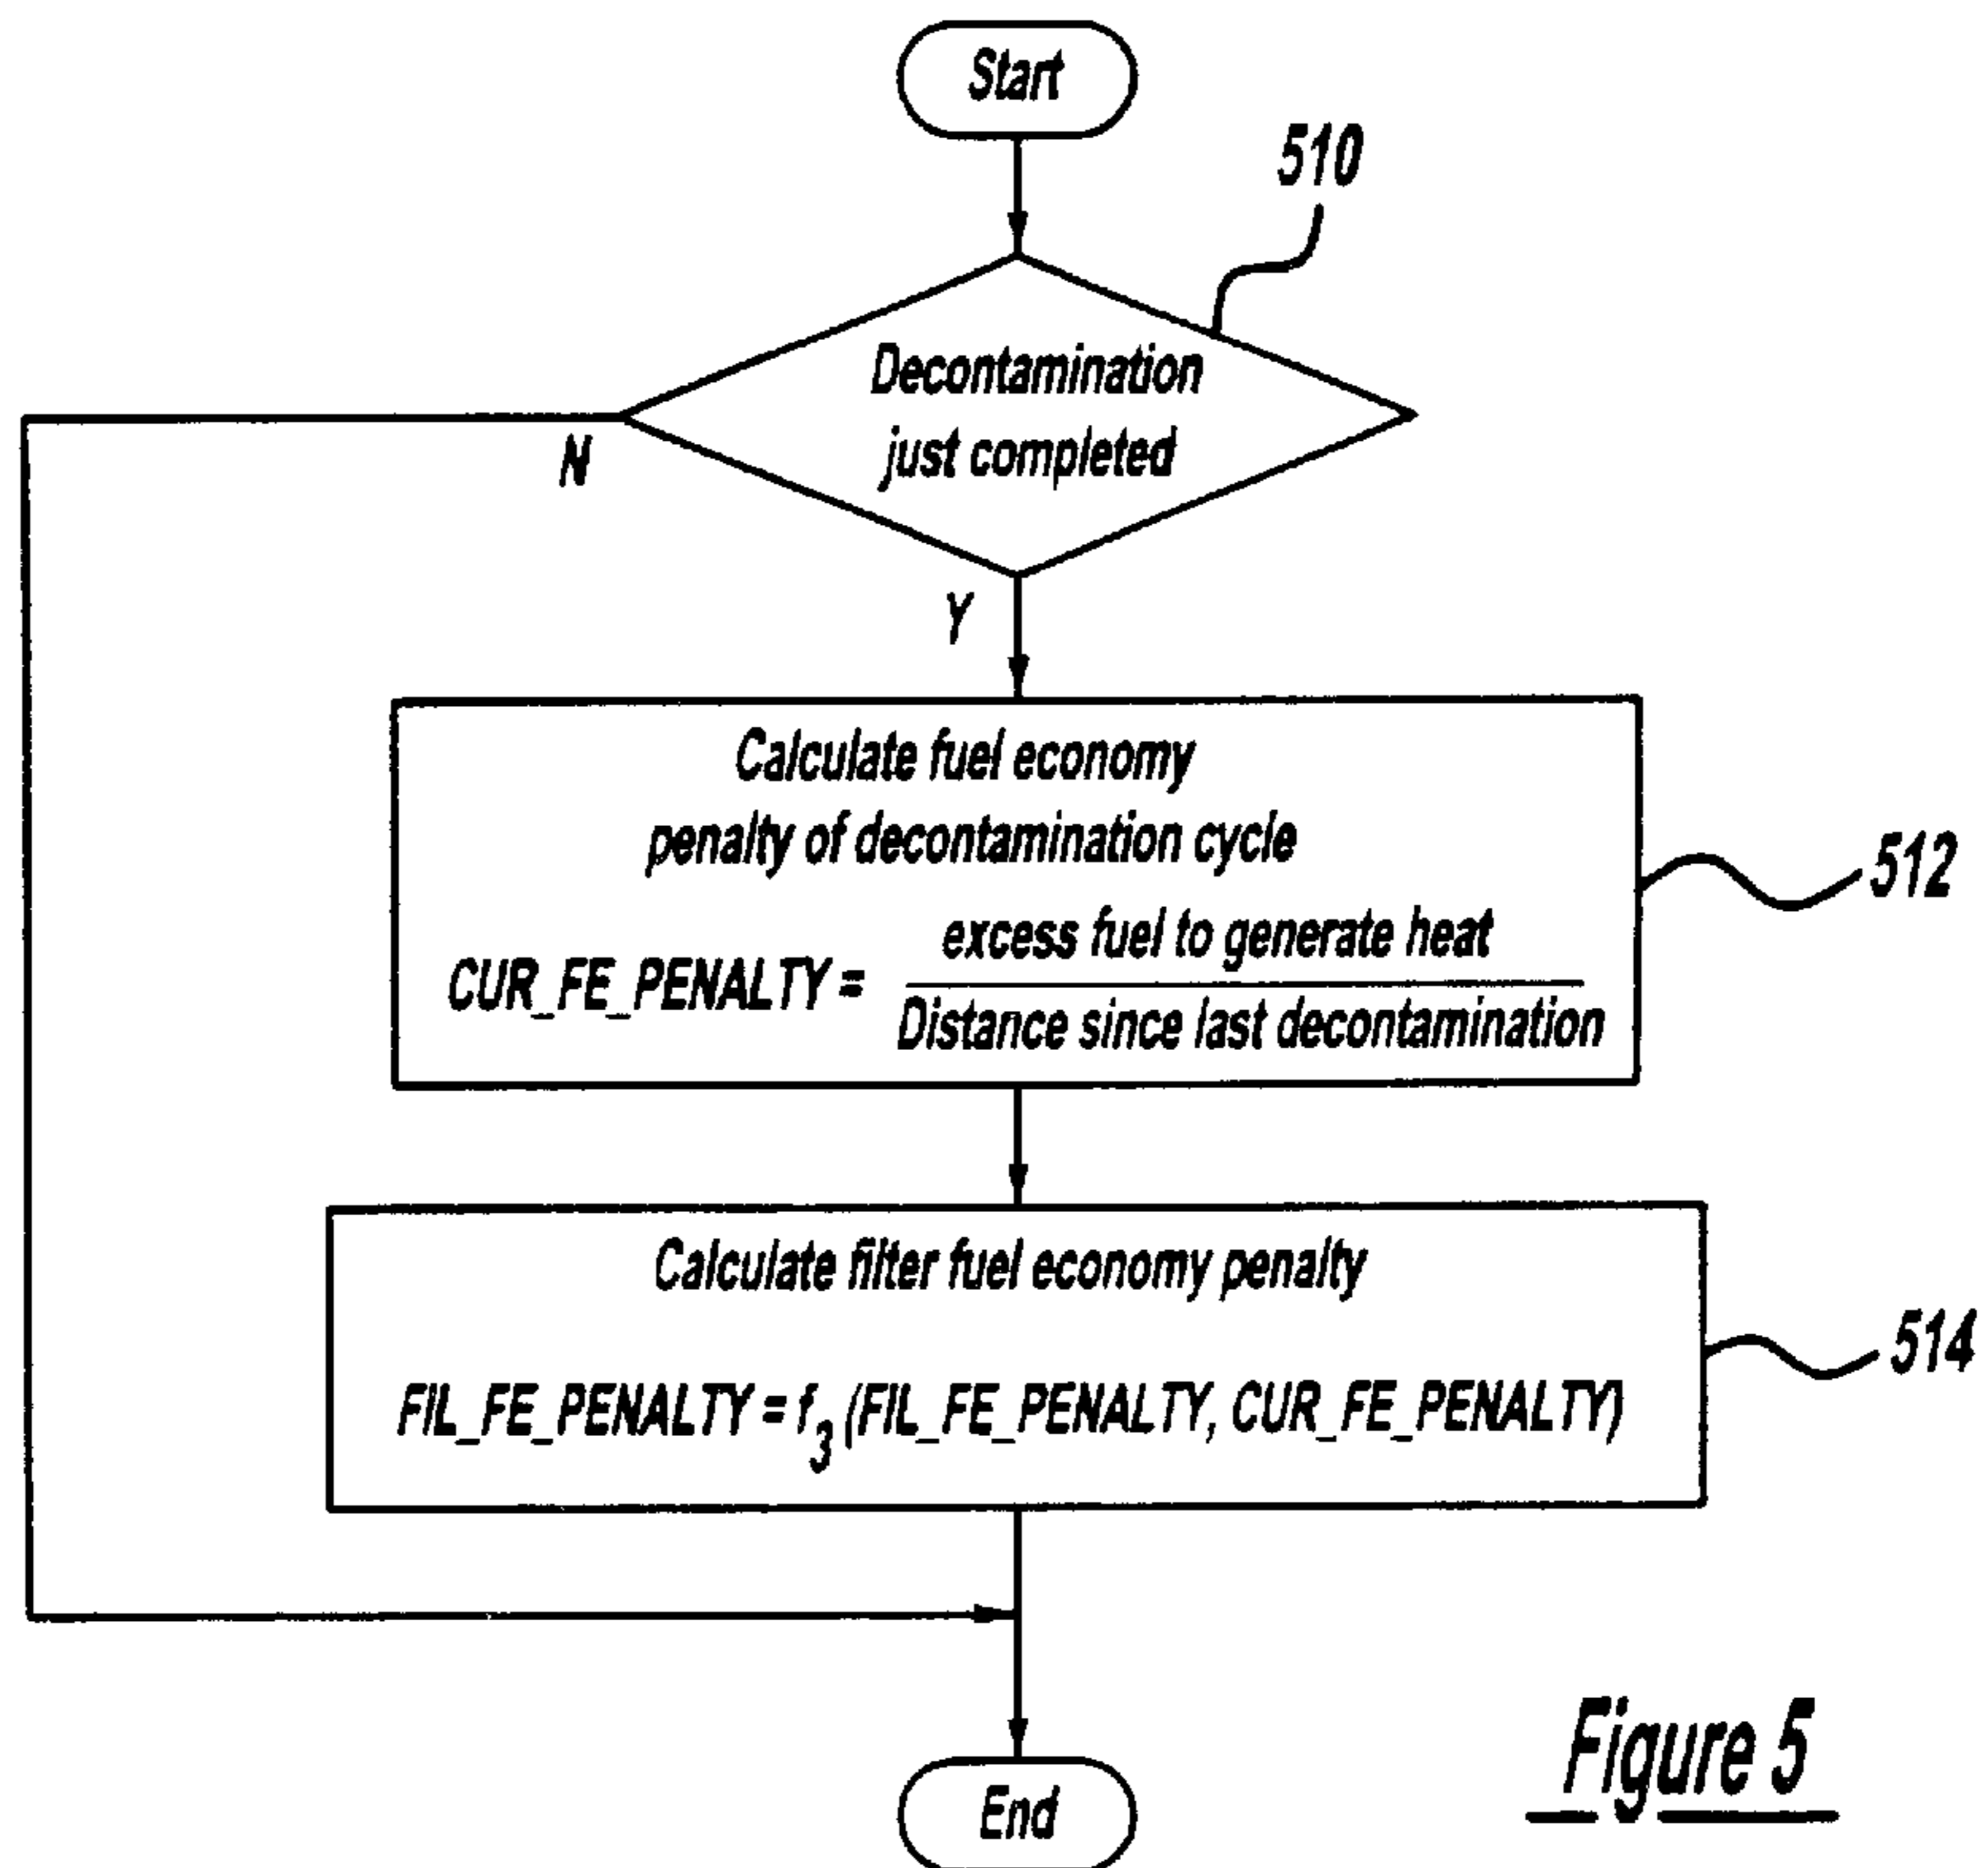 Start
510
Decontamination
just completed
N
Y
Calculate fuel economy
penalty of decontamination cycle
CUR_FE_PENALTY = excess fuel to generate heat
Distance since last decontamination
512
Calculate filter fuel economy penalty
FIL_FE_PENALTY = f3 (FIL_FE_PENALTY, CUR_FE_PENALTY)
514
End
Figure 5